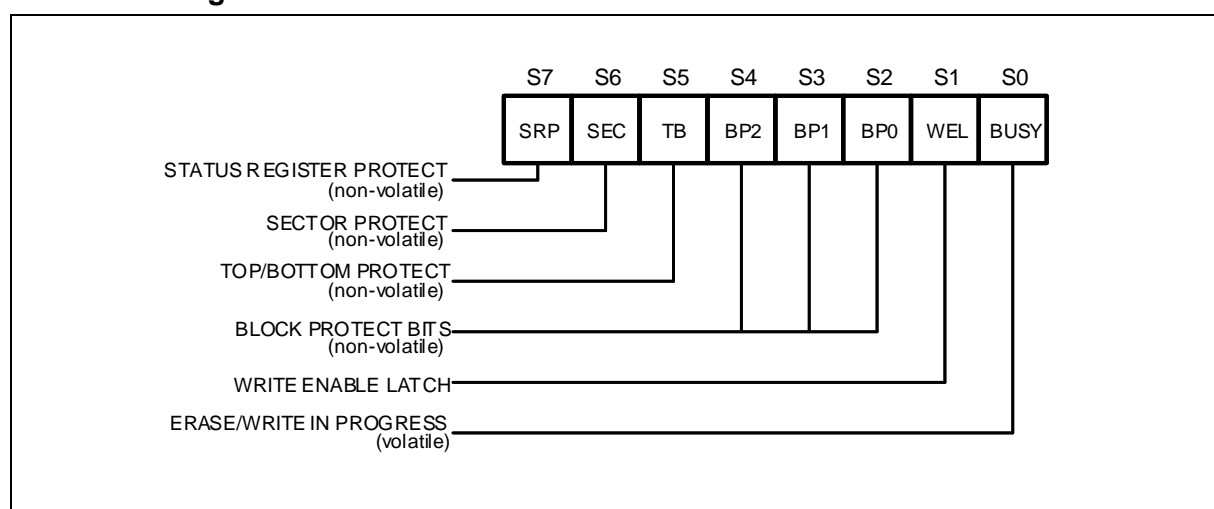 S7 S6 S5 S4 S3 S2 S1 S0
SRP SEC TB BP2 BP1 BP0 WEL BUSY
STATUS REGISTER PROTECT
(non-volatile)
SECTOR PROTECT
(non-volatile)
TOP/BOTTOM PROTECT
(non-volatile)
BLOCK PROTECT BITS
(non-volatile)
WRITE ENABLE LATCH
ERASE/WRITE IN PROGRESS
(volatile)